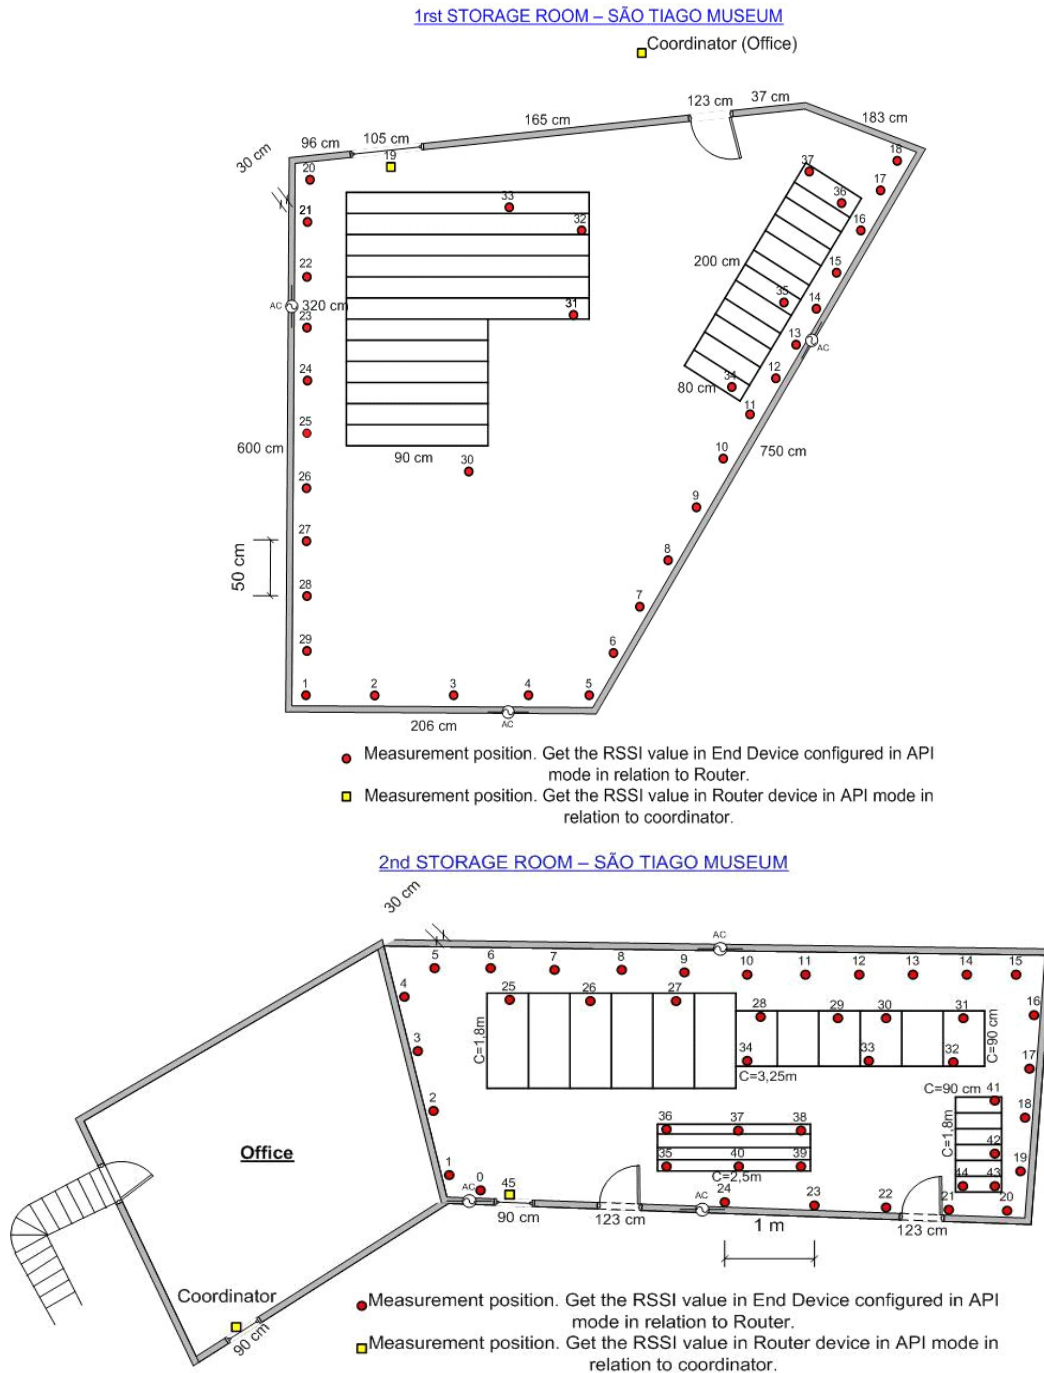 1rst STORAGE ROOM – SÃO TIAGO MUSEUM
Coordinator (Office)
123 cm
37 cm
165 cm
183 cm
105 cm
96 cm
30 cm
19
20
18
37
17
36
33
21
32
16
200 cm
22
15
35
AC
320 cm
31
14
23
13
AC
24
34
12
80 cm
11
25
600 cm
90 cm
30
10
750 cm
26
9
27
50 cm
8
28
7
29
6
1
2
3
4
5
206 cm
AC
Measurement position. Get the RSSI value in End Device configured in API
mode in relation to Router.
Measurement position. Get the RSSI value in Router device in API mode in
relation to coordinator.
2nd STORAGE ROOM – SÃO TIAGO MUSEUM
30 cm
AC
5
6
7
8
9
10
11
12
13
14
15
4
25
26
27
28
29
30
31
16
C=1,8m
C=90 cm
3
34
33
32
17
C=3,25m
C=90 cm
41
2
36
37
38
18
C=1,8m
Office
42
1
0
45
35
40
39
C=2,5m
44
43
19
AC
90 cm
123 cm
AC
24
23
22
21
20
123 cm
1 m
Coordinator
90 cm
Measurement position. Get the RSSI value in End Device configured in API
mode in relation to Router.
Measurement position. Get the RSSI value in Router device in API mode in
relation to coordinator.